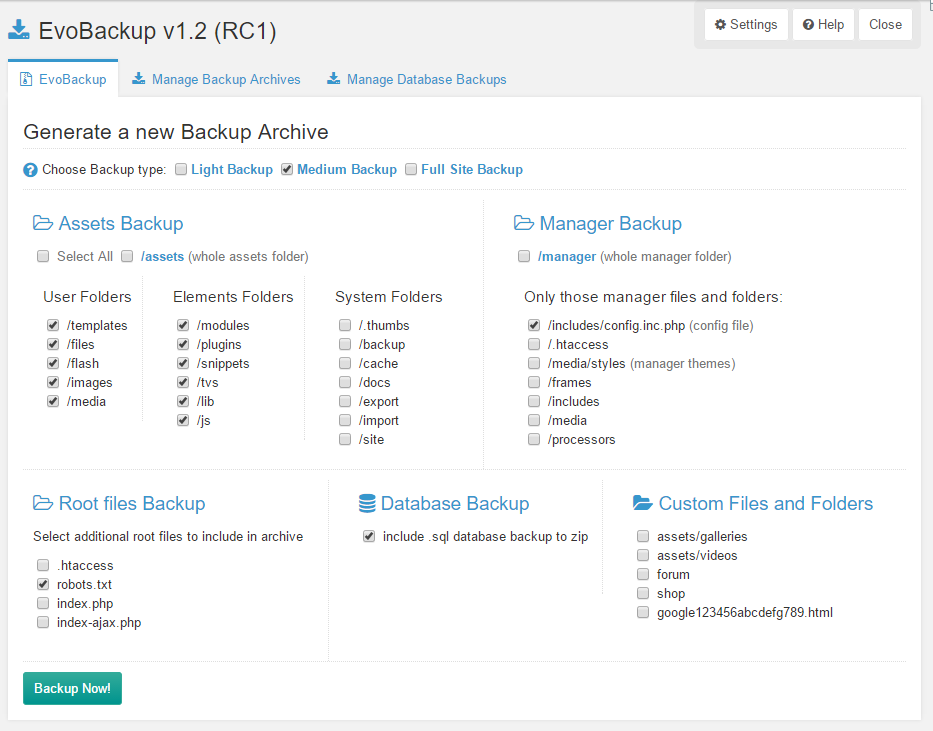 EvoBackup v1.2 (RC1)
Settings
Help
Close
EvoBackup
Manage Backup Archives
Manage Database Backups
Generate a new Backup Archive
Choose Backup type: Light Backup Medium Backup Full Site Backup
Assets Backup
Select All /assets (whole assets folder)
User Folders
/templates
/files
/flash
/images
/media
Elements Folders
/modules
/plugins
/snippets
/tvs
/lib
/js
System Folders
/.thumbs
/backup
/cache
/docs
/export
/import
/site
Manager Backup
/manager (whole manager folder)
Only those manager files and folders:
/includes/config.inc.php (config file)
/.htaccess
/media/styles (manager themes)
/frames
/includes
/media
/processors
Root files Backup
Select additional root files to include in archive
.htaccess
robots.txt
index.php
index-ajax.php
Database Backup
include .sql database backup to zip
Custom Files and Folders
assets/galleries
assets/videos
forum
shop
google123456abcdefg789.html
Backup Now!